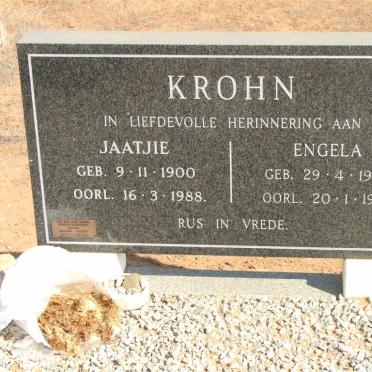 KROHN
IN LIEFDEVOLLE HERINNERING AAN
JAATJIE
GEB. 9-11-1900
OORL. 16-3-1988.
ENGELA
GEB. 29-4-19
OORL. 20-1-19
RUS IN VREDE.